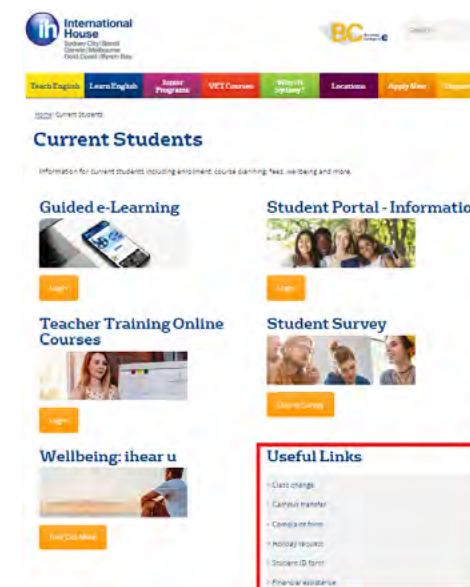 ih International
House
Sydney City | Bondi
Darwin | Melbourne
Gold Coast | Byron Bay
BC
Search
Teach English Learn English Junior Programs VET Courses Why IH Sydney? Locations Apply Now
Home Current Students
Current Students
Information for current students including enrolment, course planning, fees, wellbeing and more.
Guided e-Learning
Student Portal - Informatio
Login
Login
Teacher Training Online
Courses
Student Survey
Login
Wellbeing: ihear u
Useful Links
Find Out More
Class change
Campus transfer
Complaint form
Holiday request
Student ID form
Financial assistance